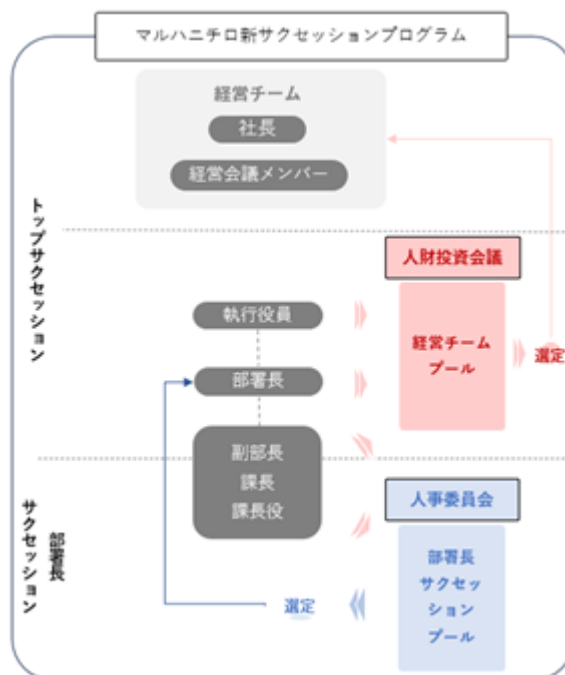 マルハニチロ新サクセッションプログラム
経営チーム
社長
経営会議メンバー
トップサクセッション
人財投資会議
執行役員
経営チーム
プール
選定
部署長
副部長
課長
課長役
部署長
サクセッション
人事委員会
部署長
サクセッ
ション
プール
選定